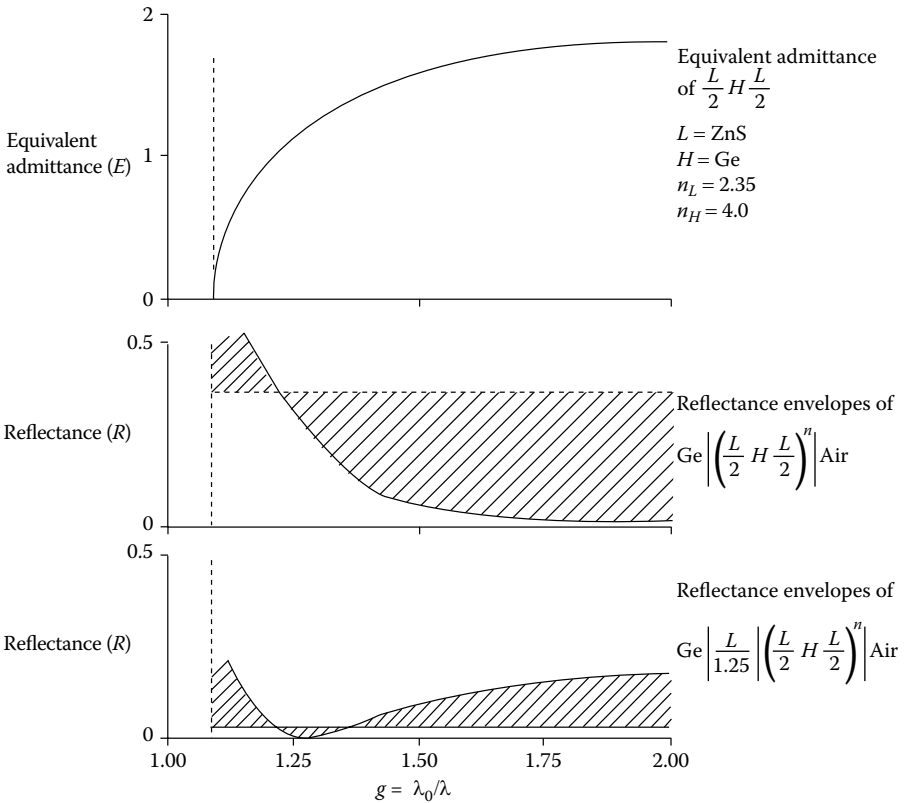 2
1
0
Equivalent
admittance (E)
Equivalent admittance
of L/2 H L/2
L = ZnS
H = Ge
n_L = 2.35
n_H = 4.0
0.5
0
Reflectance (R)
Reflectance envelopes of
Ge |(L/2 H L/2)^n| Air
0.5
0
Reflectance (R)
Reflectance envelopes of
Ge | L/1.25 |(L/2 H L/2)^n| Air
1.00 1.25 1.50 1.75 2.00
g = λ₀/λ